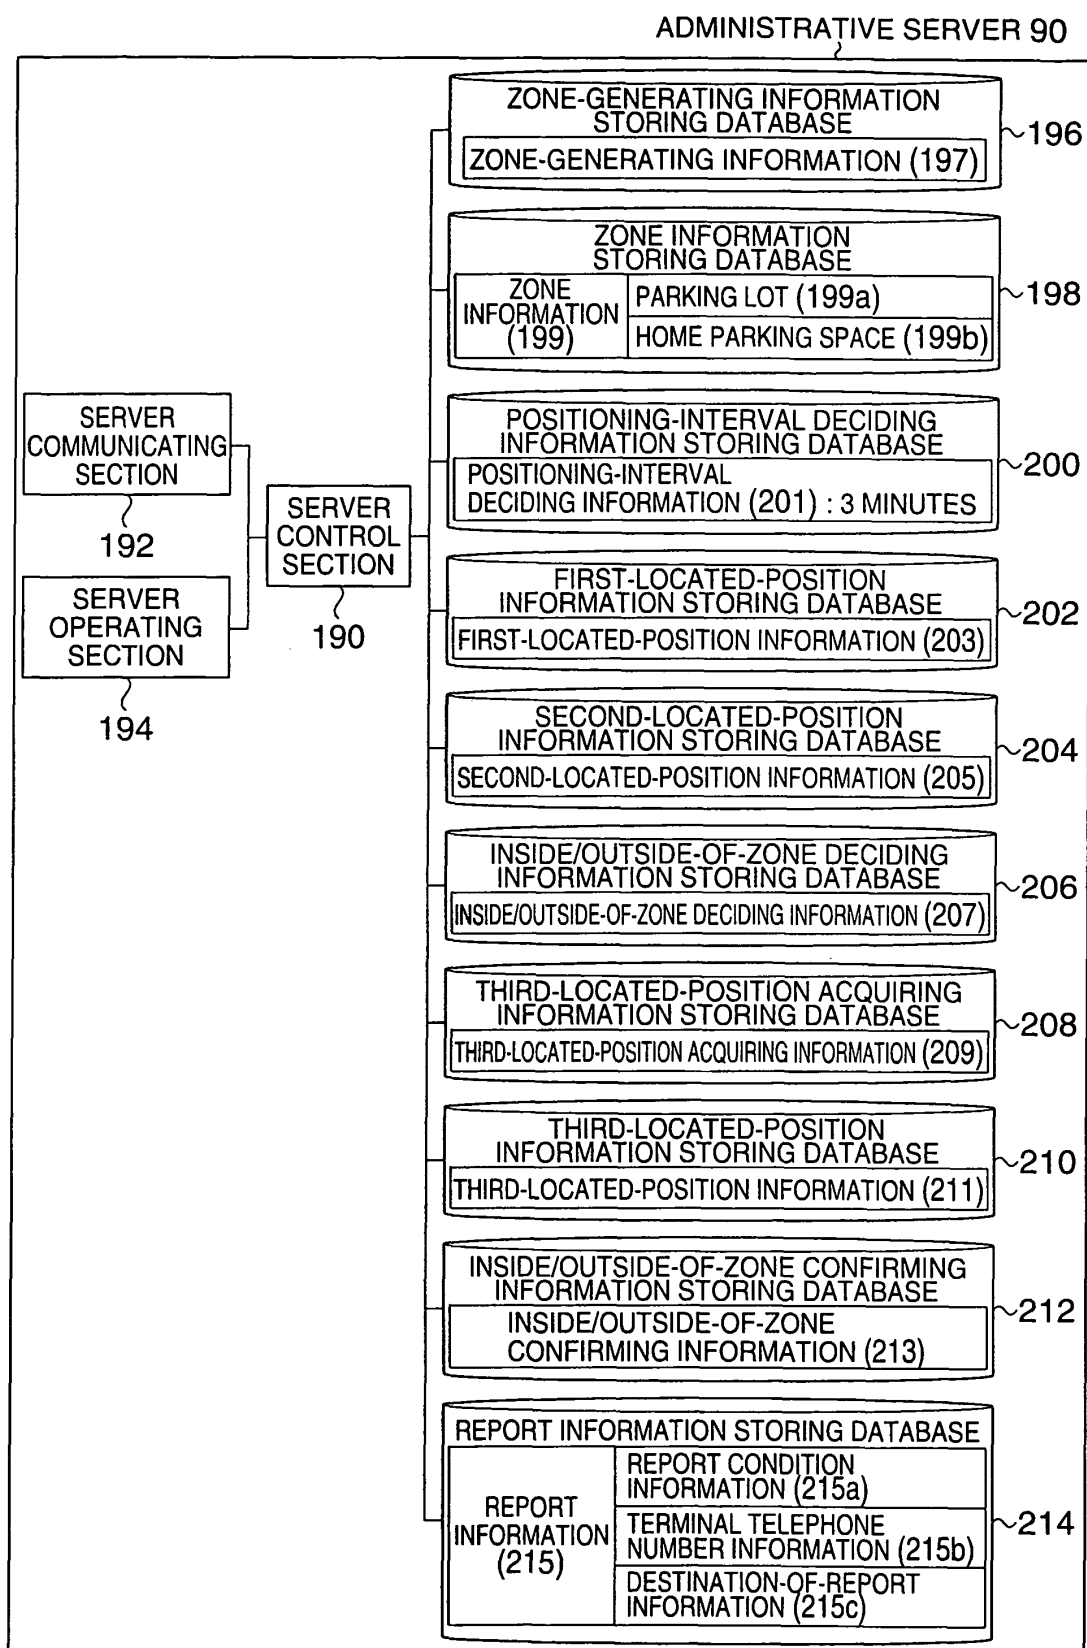 ADMINISTRATIVE SERVER 90
ZONE-GENERATING INFORMATION
STORING DATABASE
ZONE-GENERATING INFORMATION (197)
196
ZONE INFORMATION
STORING DATABASE
ZONE
INFORMATION
(199)
PARKING LOT (199a)
HOME PARKING SPACE (199b)
198
SERVER
COMMUNICATING
SECTION
192
SERVER
OPERATING
SECTION
194
SERVER
CONTROL
SECTION
190
POSITIONING-INTERVAL DECIDING
INFORMATION STORING DATABASE
POSITIONING-INTERVAL
DECIDING INFORMATION (201) : 3 MINUTES
200
FIRST-LOCATED-POSITION
INFORMATION STORING DATABASE
FIRST-LOCATED-POSITION INFORMATION (203)
202
SECOND-LOCATED-POSITION
INFORMATION STORING DATABASE
SECOND-LOCATED-POSITION INFORMATION (205)
204
INSIDE/OUTSIDE-OF-ZONE DECIDING
INFORMATION STORING DATABASE
INSIDE/OUTSIDE-OF-ZONE DECIDING INFORMATION (207)
206
THIRD-LOCATED-POSITION ACQUIRING
INFORMATION STORING DATABASE
THIRD-LOCATED-POSITION ACQUIRING INFORMATION (209)
208
THIRD-LOCATED-POSITION
INFORMATION STORING DATABASE
THIRD-LOCATED-POSITION INFORMATION (211)
210
INSIDE/OUTSIDE-OF-ZONE CONFIRMING
INFORMATION STORING DATABASE
INSIDE/OUTSIDE-OF-ZONE
CONFIRMING INFORMATION (213)
212
REPORT INFORMATION STORING DATABASE
REPORT
INFORMATION
(215)
REPORT CONDITION
INFORMATION (215a)
TERMINAL TELEPHONE
NUMBER INFORMATION (215b)
DESTINATION-OF-REPORT
INFORMATION (215c)
214